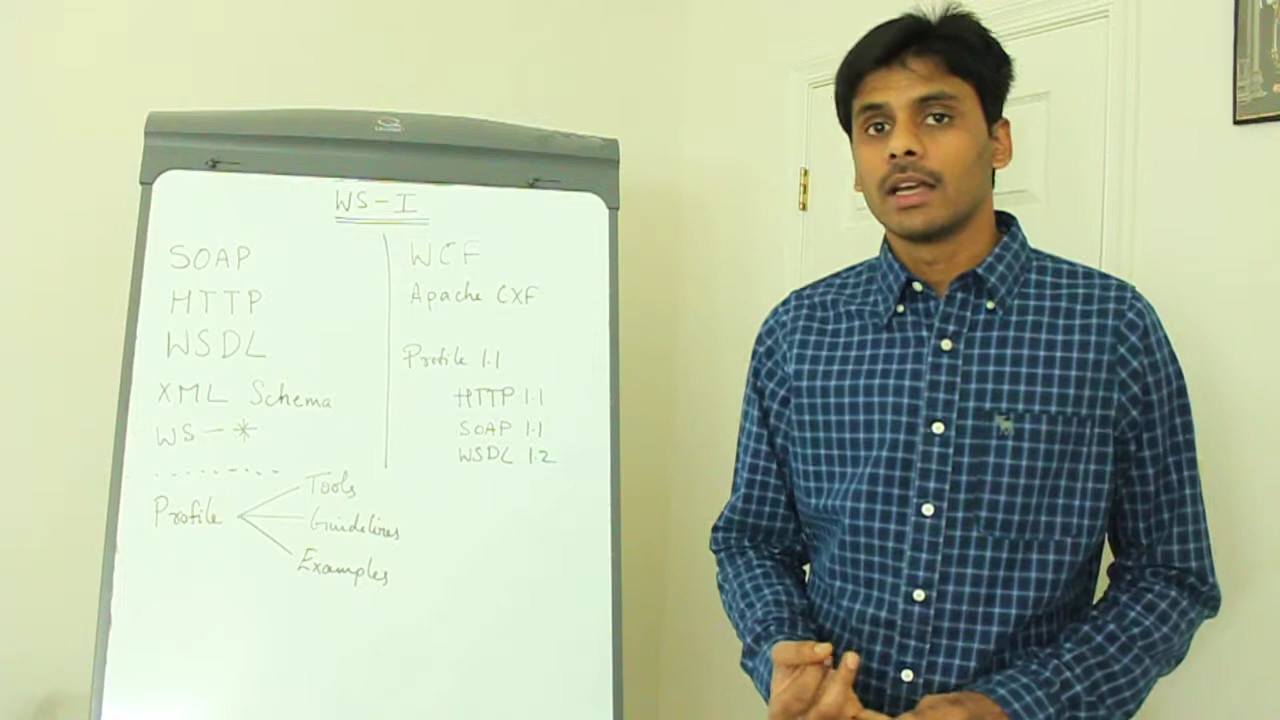 WS-I
SOAP
HTTP
WSDL
XML Schema
WS-*
Profile
Tools
Guidelines
Examples
WCF
Apache CXF
Profile 1.1
HTTP 1.1
SOAP 1.1
WSDL 1.2